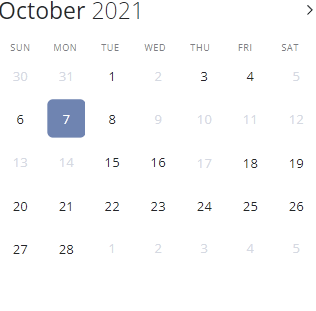 October 2021
SUN MON TUE WED THU FRI SAT
30 31 1 2 3 4 5
6 7 8 9 10 11 12
13 14 15 16 17 18 19
20 21 22 23 24 25 26
27 28 1 2 3 4 5